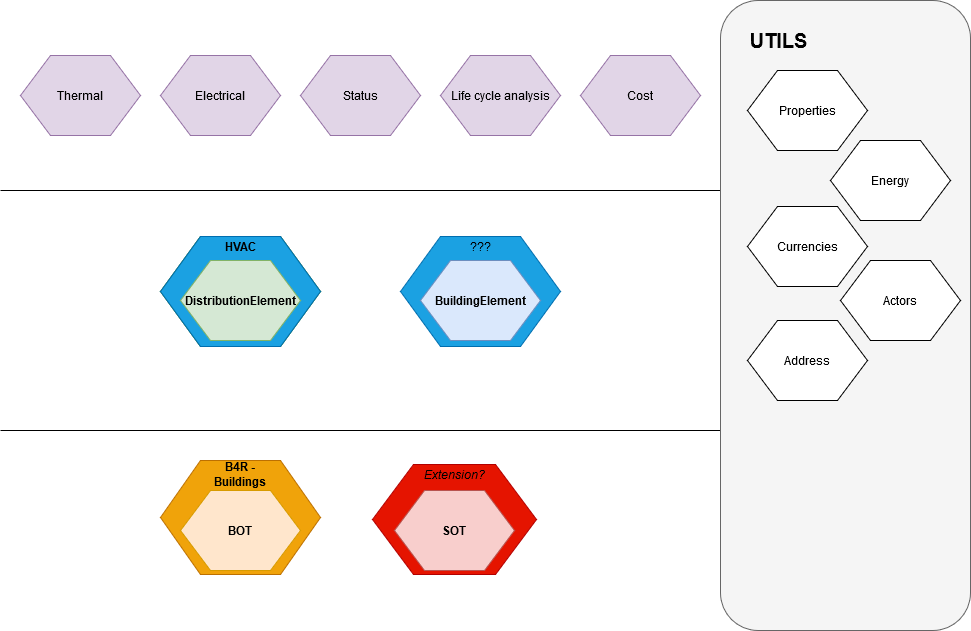 UTILS
Thermal
Electrical
Status
Life cycle analysis
Cost
Properties
Energy
HVAC
DistributionElement
???
BuildingElement
Currencies
Actors
Address
B4R -
Buildings
BOT
Extension?
SOT